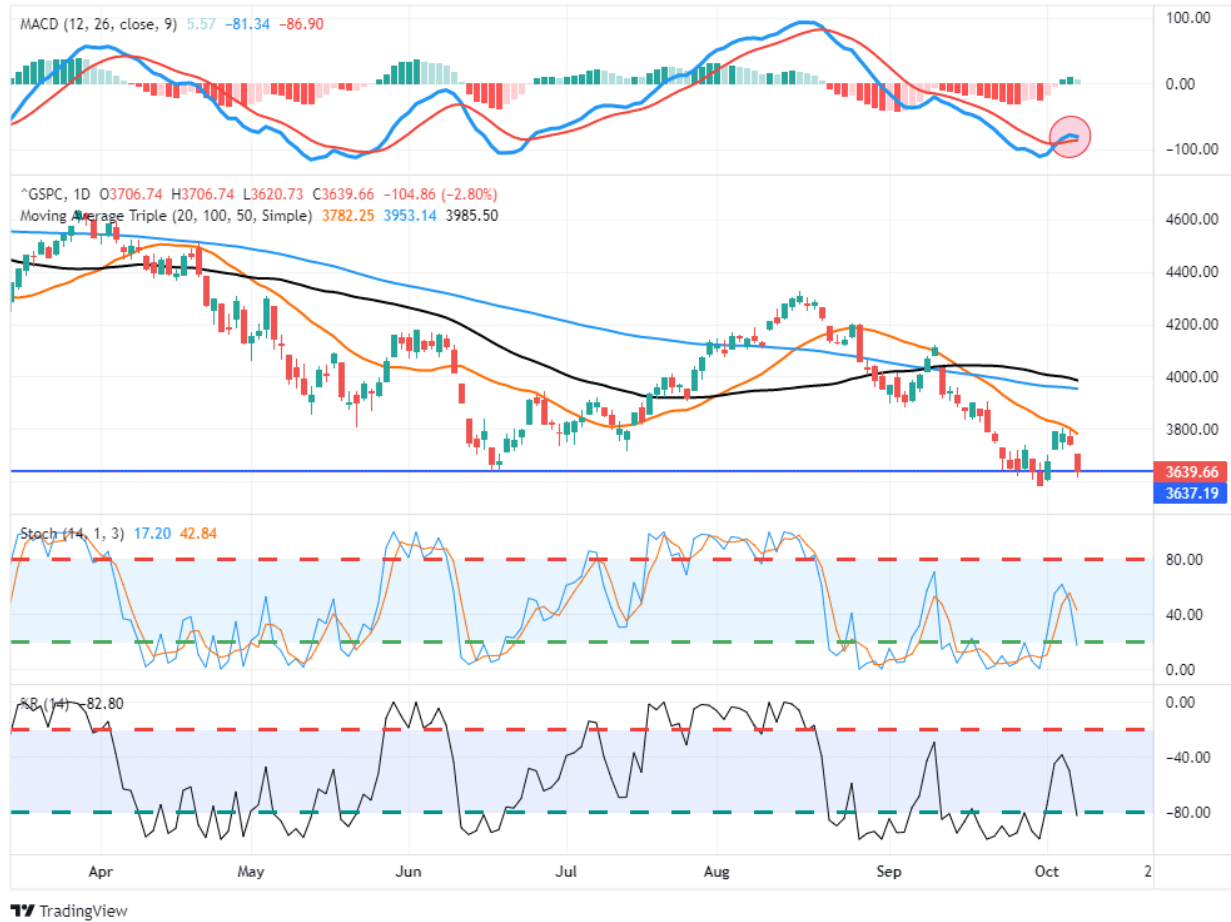 MACD (12, 26, close, 9) 5.57 −81.34 −86.90
100.00
0.00
−100.00
^GSPC, 1D O3706.74 H3706.74 L3620.73 C3639.66 −104.86 (−2.80%)
Moving Average Triple (20, 100, 50, Simple) 3782.25 3953.14 3985.50
4600.00
4400.00
4200.00
4000.00
3800.00
3639.66
3637.19
Stoch (14, 1, 3) 17.20 42.84
80.00
40.00
0.00
%R (14) −82.80
0.00
−40.00
−80.00
Apr May Jun Jul Aug Sep Oct 2
TradingView